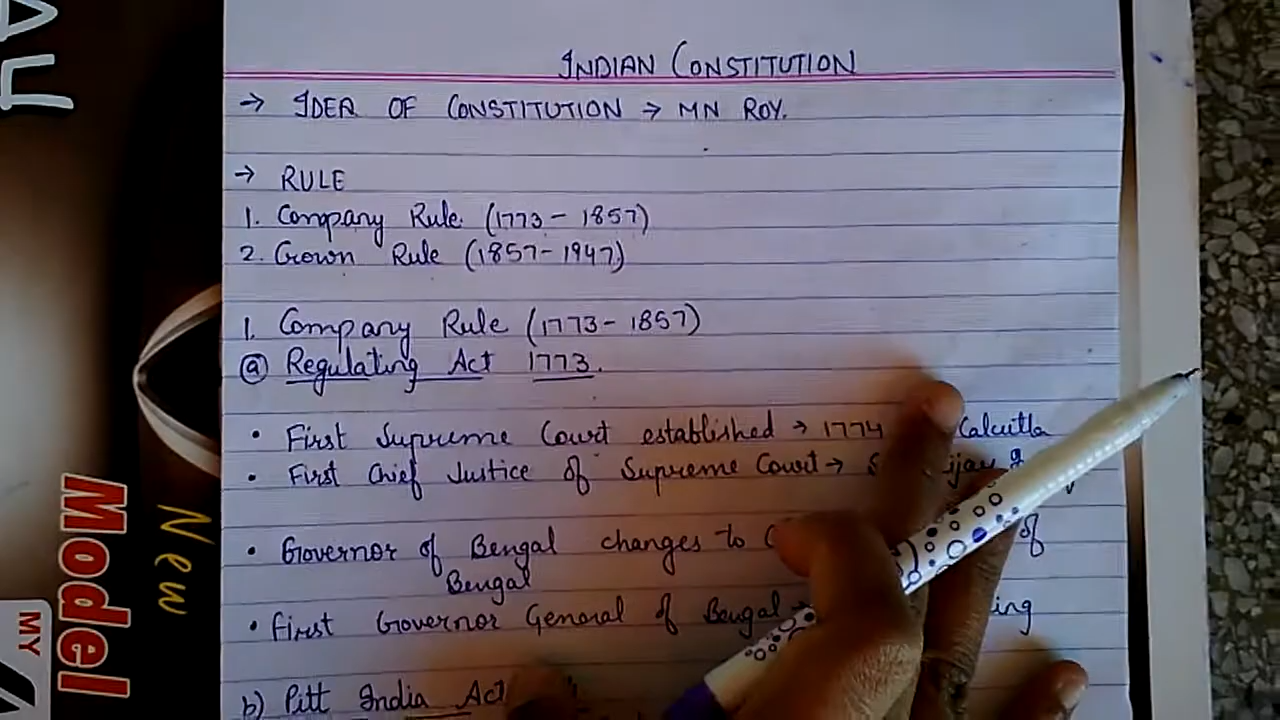 INDIAN CONSTITUTION
→ IDEA OF CONSTITUTION → MN ROY.
→ RULE
1. Company Rule (1773 - 1857)
2. Crown Rule (1857 - 1947)
1. Company Rule (1773 - 1857)
(a) Regulating Act 1773.
• First Supreme Court established → 1774 Calcutta
• First Chief Justice of Supreme Court →
• Governor of Bengal changes to of
Bengal
• First Governor General of Bengal →
b) Pitt India Act
New
Model
MY